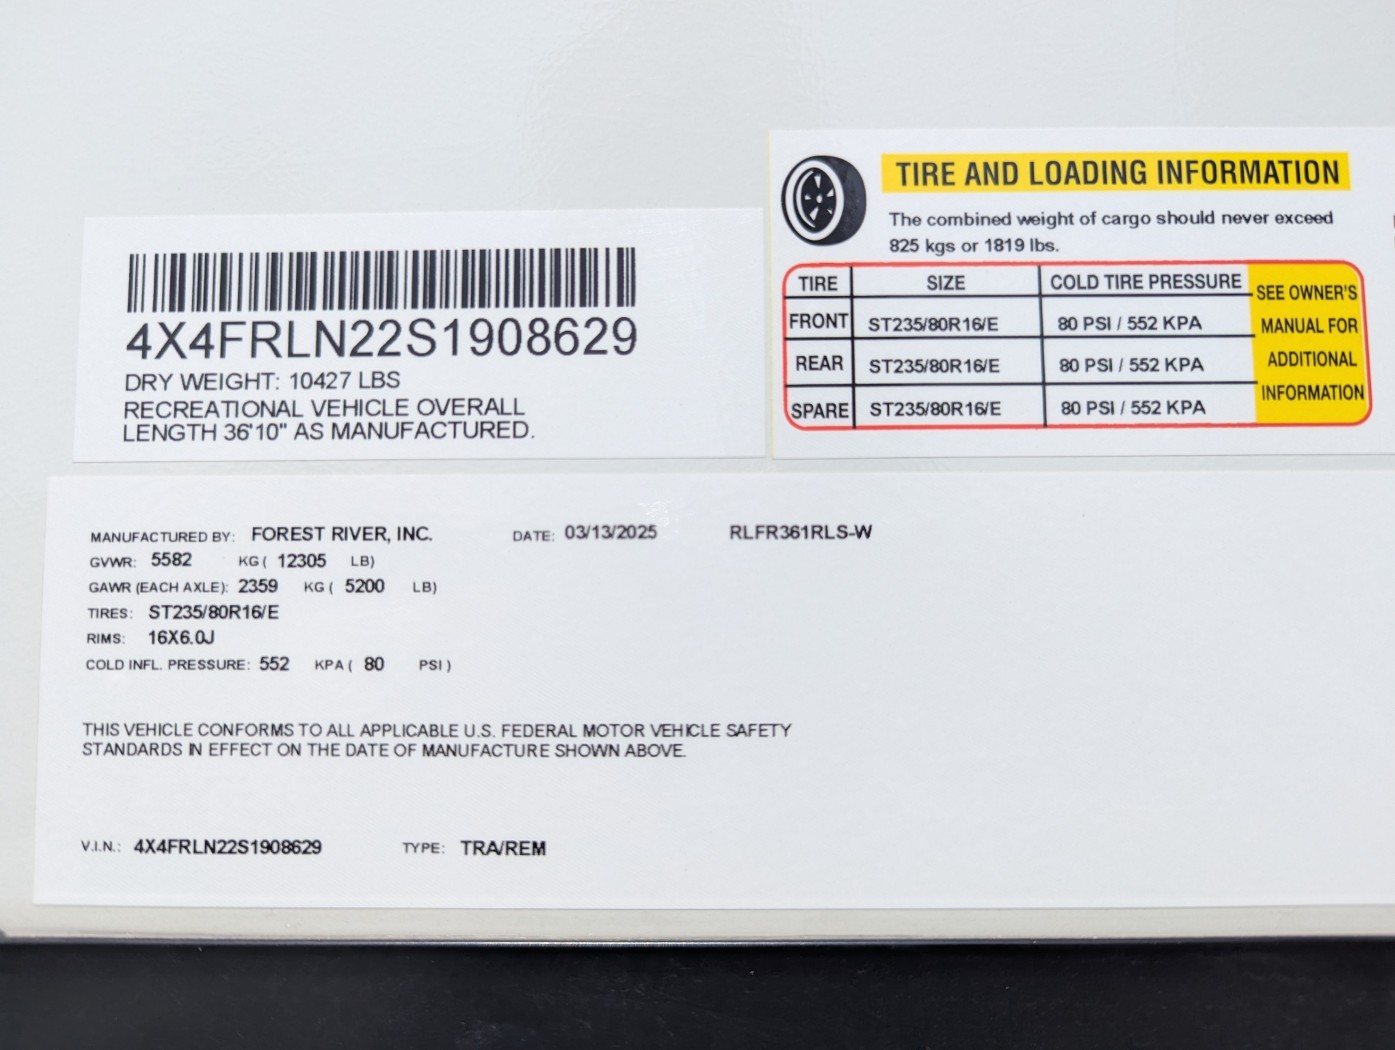 4X4FRLN22S1908629
DRY WEIGHT: 10427 LBS
RECREATIONAL VEHICLE OVERALL
LENGTH 36'10" AS MANUFACTURED.
TIRE AND LOADING INFORMATION
The combined weight of cargo should never exceed
825 kgs or 1819 lbs.
TIRE SIZE COLD TIRE PRESSURE
FRONT ST235/80R16/E 80 PSI / 552 KPA
REAR ST235/80R16/E 80 PSI / 552 KPA
SPARE ST235/80R16/E 80 PSI / 552 KPA
SEE OWNER'S
MANUAL FOR
ADDITIONAL
INFORMATION
MANUFACTURED BY: FOREST RIVER, INC. DATE: 03/13/2025 RLFR361RLS-W
GVWR: 5582 KG ( 12305 LB)
GAWR (EACH AXLE): 2359 KG ( 5200 LB)
TIRES: ST235/80R16/E
RIMS: 16X6.0J
COLD INFL. PRESSURE: 552 KPA ( 80 PSI )
THIS VEHICLE CONFORMS TO ALL APPLICABLE U.S. FEDERAL MOTOR VEHICLE SAFETY
STANDARDS IN EFFECT ON THE DATE OF MANUFACTURE SHOWN ABOVE.
V.I.N.: 4X4FRLN22S1908629 TYPE: TRA/REM